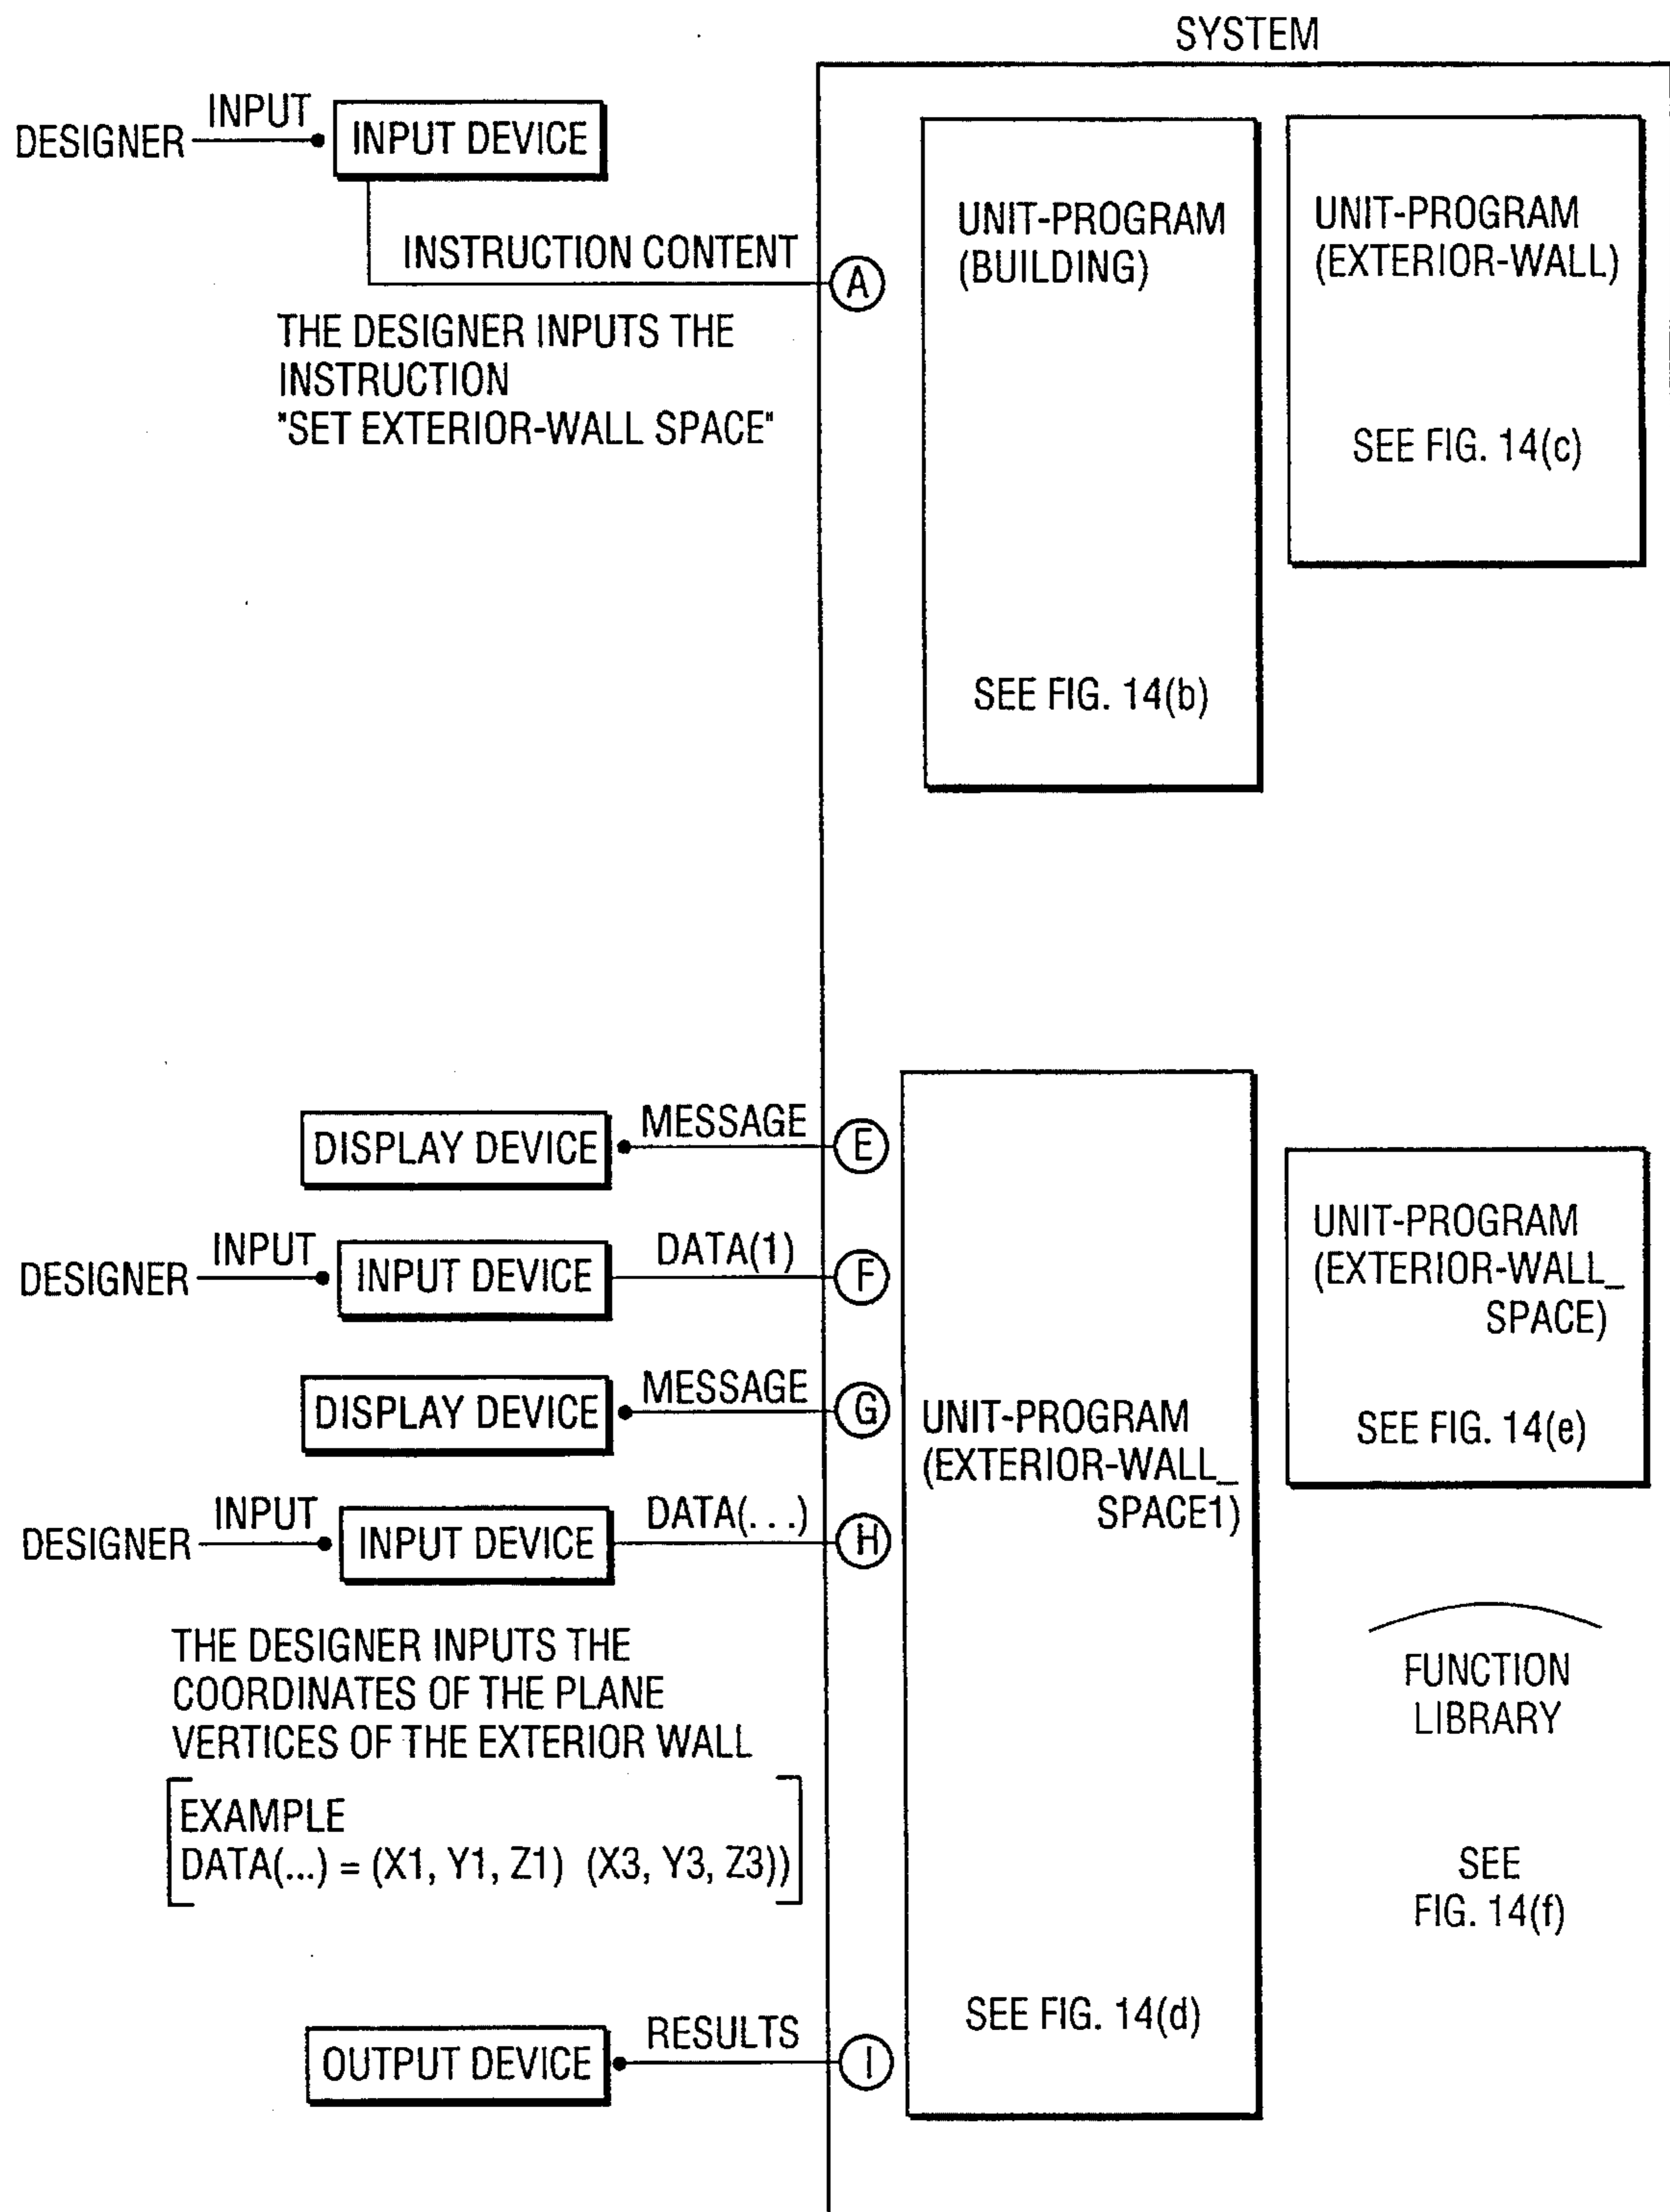 SYSTEM
DESIGNER
INPUT
INPUT DEVICE
INSTRUCTION CONTENT
A
THE DESIGNER INPUTS THE
INSTRUCTION
"SET EXTERIOR-WALL SPACE"
UNIT-PROGRAM
(BUILDING)
SEE FIG. 14(b)
UNIT-PROGRAM
(EXTERIOR-WALL)
SEE FIG. 14(c)
DISPLAY DEVICE
MESSAGE
E
DESIGNER
INPUT
INPUT DEVICE
DATA(1)
F
DISPLAY DEVICE
MESSAGE
G
DESIGNER
INPUT
INPUT DEVICE
DATA(...)
H
THE DESIGNER INPUTS THE
COORDINATES OF THE PLANE
VERTICES OF THE EXTERIOR WALL
EXAMPLE
DATA(...) = (X1, Y1, Z1) (X3, Y3, Z3))
OUTPUT DEVICE
RESULTS
I
UNIT-PROGRAM
(EXTERIOR-WALL_
SPACE1)
SEE FIG. 14(d)
UNIT-PROGRAM
(EXTERIOR-WALL_
SPACE)
SEE FIG. 14(e)
FUNCTION
LIBRARY
SEE
FIG. 14(f)